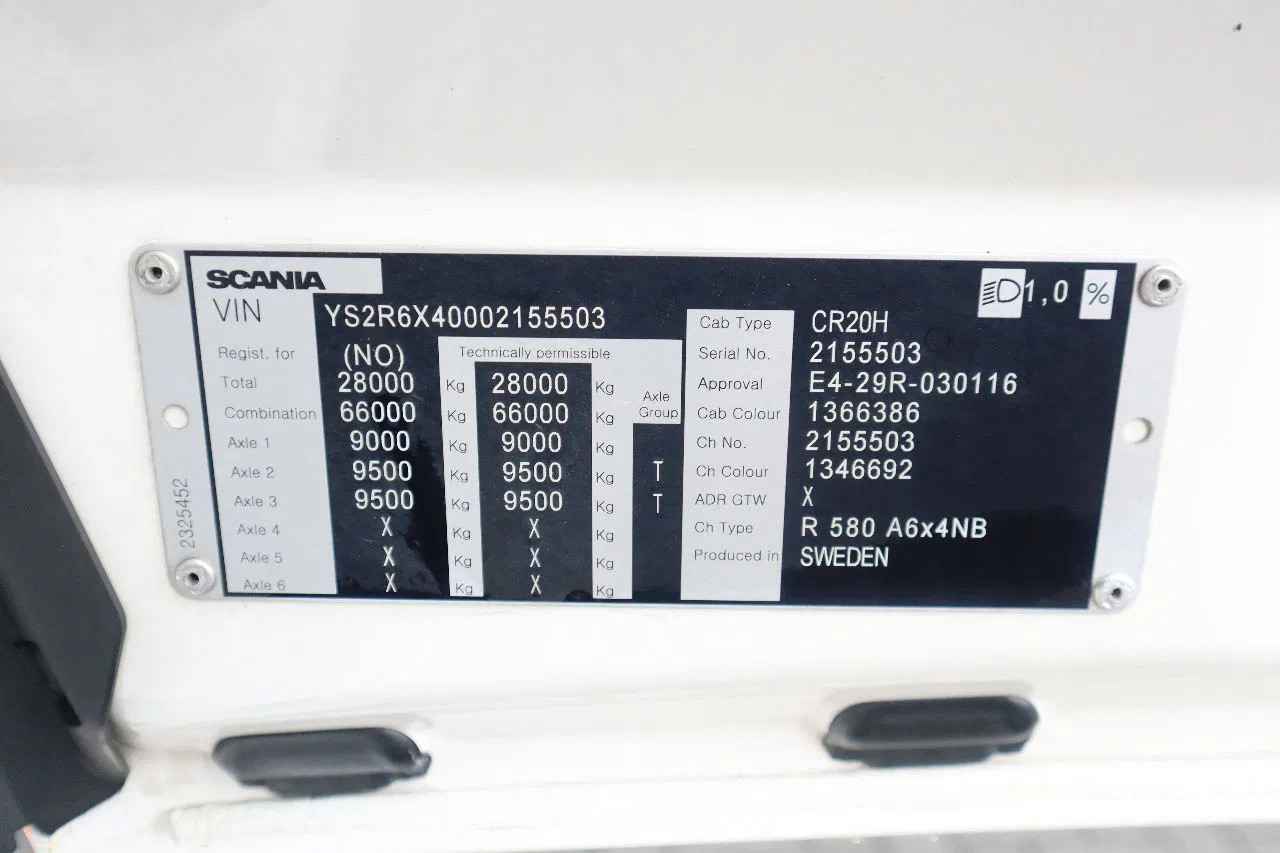 SCANIA
VIN YS2R6X40002155503
1,0 %
Regist. for (NO) Technically permissible
Total 28000 Kg 28000 Kg
Axle Group
Combination 66000 Kg 66000 Kg
Axle 1 9000 Kg 9000 Kg
Axle 2 9500 Kg 9500 Kg T
Axle 3 9500 Kg 9500 Kg T
Axle 4 X Kg X Kg
Axle 5 X Kg X Kg
Axle 6 X Kg X Kg
Cab Type CR20H
Serial No. 2155503
Approval E4-29R-030116
Cab Colour 1366386
Ch No. 2155503
Ch Colour 1346692
ADR GTW X
Ch Type R 580 A6x4NB
Produced in SWEDEN
2325452